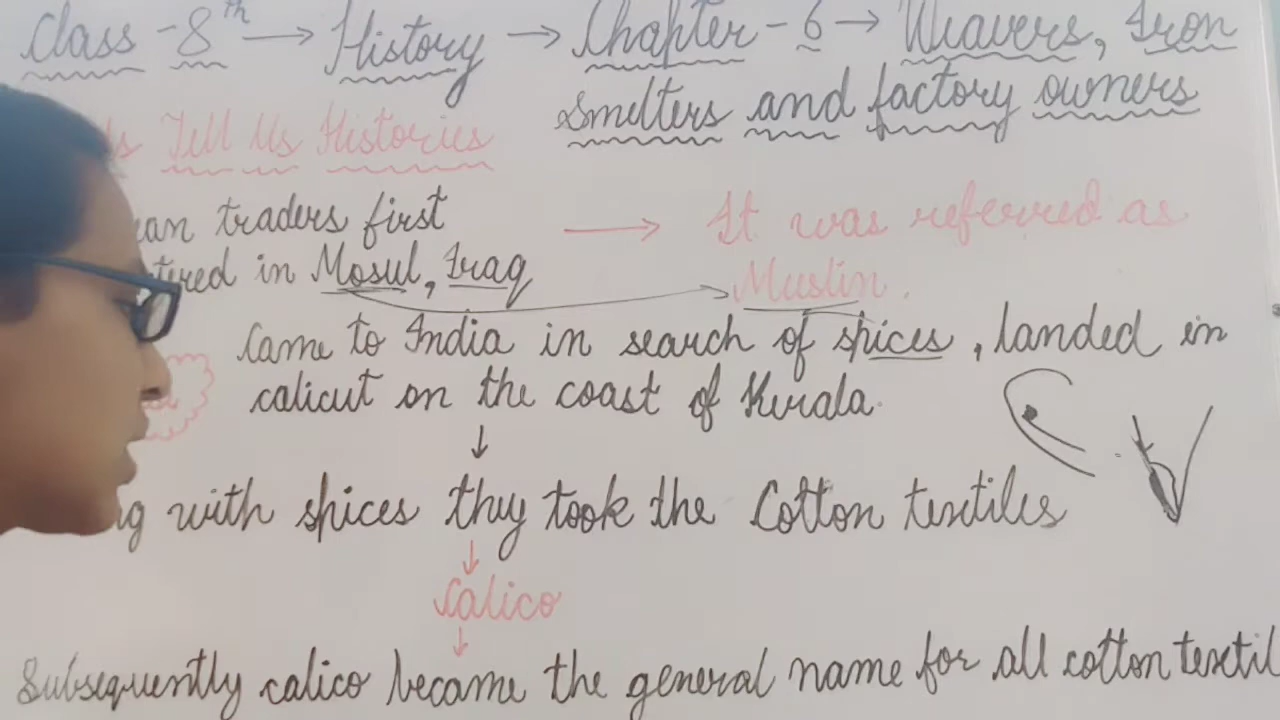 Class - 8th → History → Chapter - 6 → Weavers, Iron
Smelters and factory owners
Tell Us Histories
traders first
in Mosul, Iraq
→ It was referred as
Muslin.
Came to India in search of spices, landed in
calicut on the coast of Kerala.
↓
with spices they took the Cotton textiles
↓
Calico
↓
Subsequently calico became the general name for all cotton textil